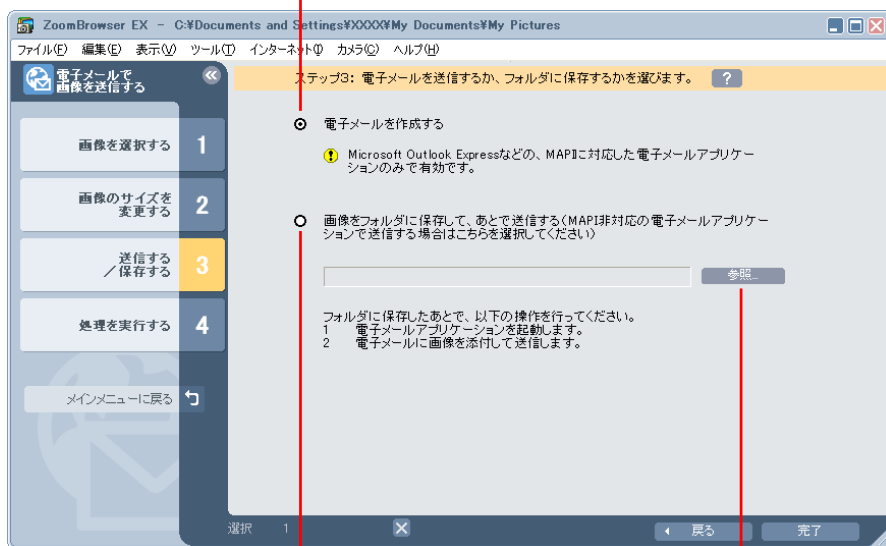 ZoomBrowser EX - C:¥Documents and Settings¥XXXX¥My Documents¥My Pictures
ファイル(F) 編集(E) 表示(V) ツール(T) インターネット(I) カメラ(C) ヘルプ(H)
電子メールで
画像を送信する
ステップ3: 電子メールを送信するか、フォルダに保存するかを選びます。 ?
画像を選択する 1
画像のサイズを
変更する 2
送信する
／保存する 3
処理を実行する 4
メインメニューに戻る
電子メールを作成する
Microsoft Outlook Expressなどの、MAPIに対応した電子メールアプリケー
ションのみで有効です。
画像をフォルダに保存して、あとで送信する(MAPI非対応の電子メールアプリケー
ションで送信する場合はこちらを選択してください)
参照...
フォルダに保存したあとで、以下の操作を行ってください。
1 電子メールアプリケーションを起動します。
2 電子メールに画像を添付して送信します。
選択 1
戻る
完了